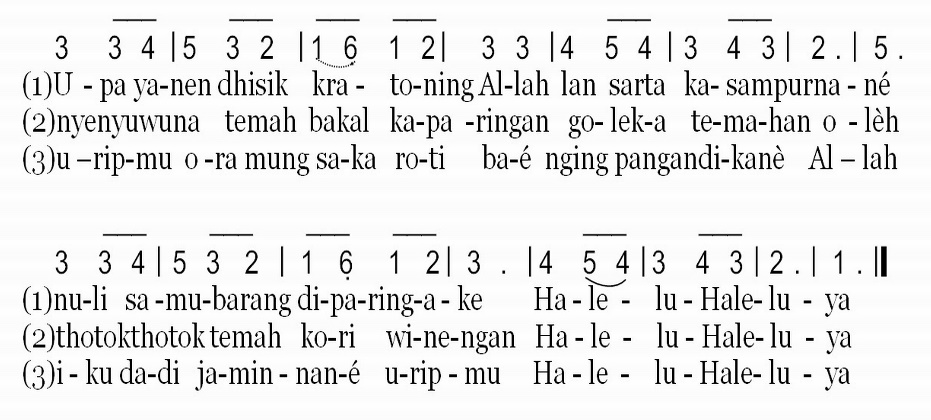 3 3 4 | 5 3 2 | 1 6̣ 1 2 | 3 3 | 4 5 4 | 3 4 3 | 2 . | 5 .
(1)U - pa ya-nen dhisik kra - to-ning Al-lah lan sarta ka- sampurna - né
(2)nyenyuwuna temah bakal ka-pa -ringan go- lek-a te-ma-han o - lèh
(3)u –rip-mu o -ra mung sa-ka ro-ti ba-é nging pangandi-kanè Al – lah
3 3 4 | 5 3 2 | 1 6̣ 1 2 | 3 . | 4 5 4 | 3 4 3 | 2 . | 1 . ||
(1)nu-li sa -mu-barang di-pa-ring-a - ke Ha - le - lu - Hale- lu - ya
(2)thotokthotok temah ko-ri wi-ne-ngan Ha - le - lu - Hale- lu - ya
(3)i - ku da-di ja-min - nan-é u-rip - mu Ha - le - lu - Hale- lu - ya